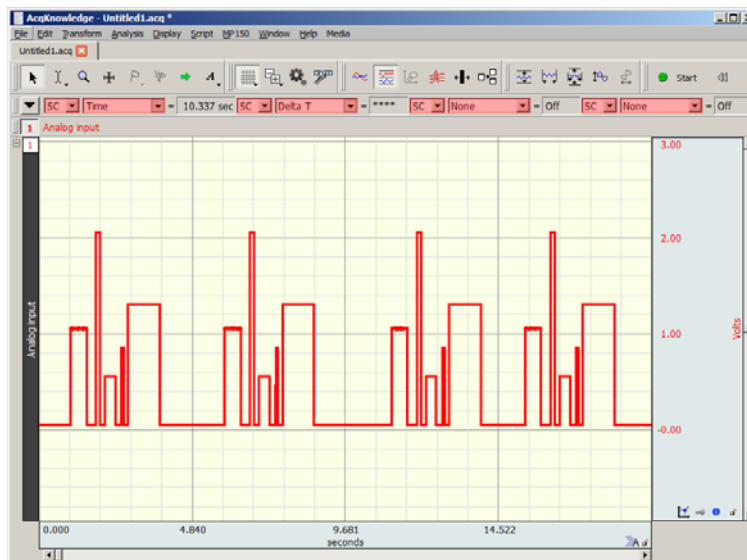 AcqKnowledge - Untitled1.acq *
File Edit Transform Analysis Display Script MP150 Window Help Media
Untitled1.acq
Start
SC Time = 10.337 sec SC Delta T = **** SC None = Off SC None = Off
1 Analog input
1
3.00
2.00
1.00
-0.00
Analog input
Volts
0.000 4.840 9.681 14.522
seconds